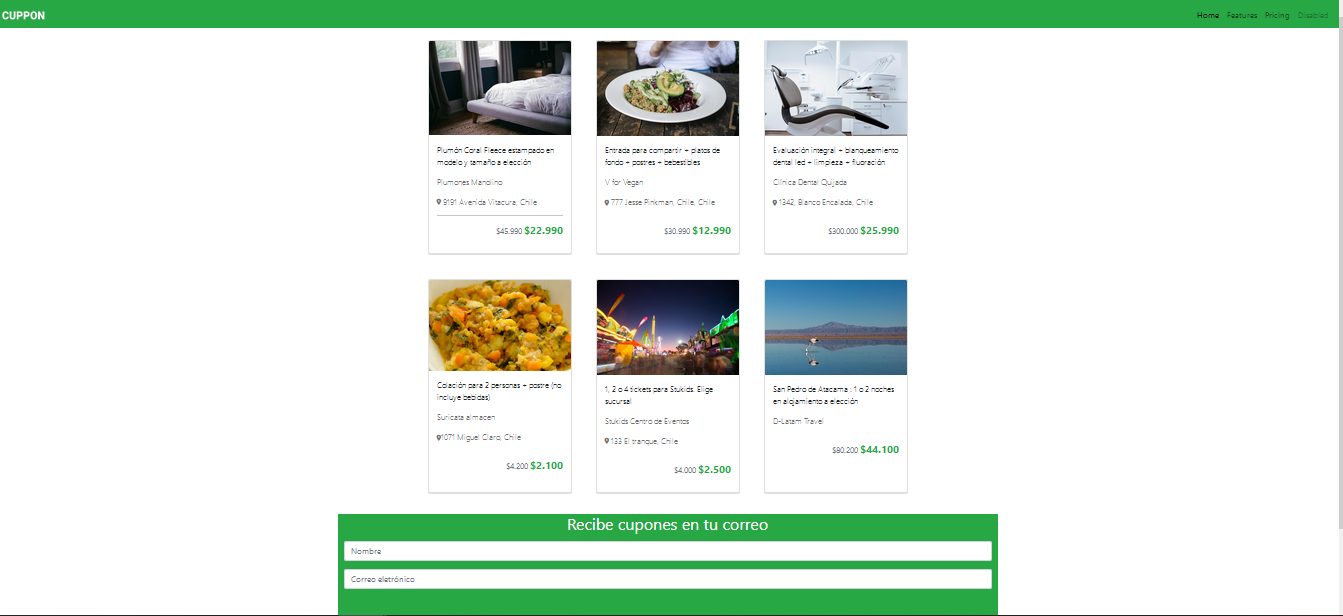 CUPPON
Home Features Pricing Disabled
Plumón Coral Fleece estampado en
modelo y tamaño a elección
Plumones Manolino
9191 Avenida Vitacura, Chile
$45.990 $22.990
Entrada para compartir + platos de
fondo + postres + bebestibles
V for Vegan
777 Jesse Pinkman, Chile, Chile
$30.990 $12.990
Evaluación integral + blanqueamiento
dental led + limpieza + fluoración
Clínica Dental Quijada
1342, Blanco Encalada, Chile
$300.000 $25.990
Colación para 2 personas + postre (no
incluye bebidas)
Suricata almacen
1071 Miguel Claro, Chile
$4.200 $2.100
1, 2 o 4 tickets para Stukids. Elige
sucursal
Stukids Centro de Eventos
133 El tranque, Chile
$4.000 $2.500
San Pedro de Atacama : 1 o 2 noches
en alojamiento a elección
D-Latam Travel
$80.200 $44.100
Recibe cupones en tu correo
Nombre
Correo eletrónico